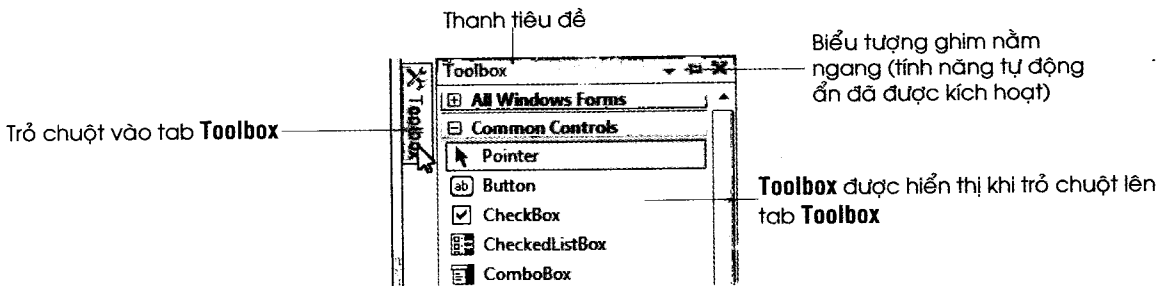 Thanh tiêu đề
Biểu tượng ghim nằm
ngang (tính năng tự động
ẩn đã được kích hoạt)
Trỏ chuột vào tab Toolbox
Toolbox
Toolbox
All Windows Forms
Common Controls
Pointer
ab Button
CheckBox
CheckedListBox
ComboBox
Toolbox được hiển thị khi trỏ chuột lên
tab Toolbox